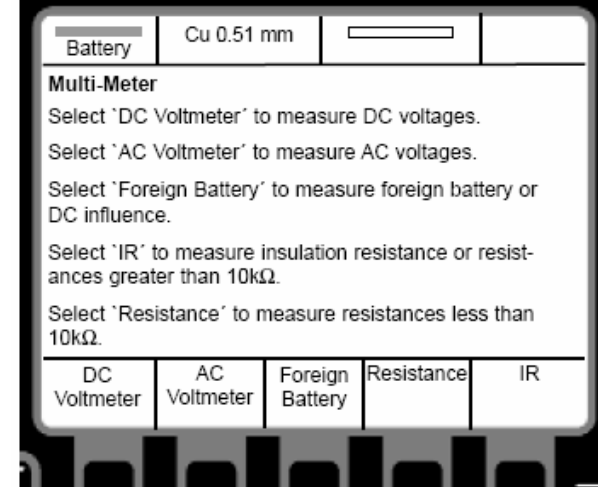 Battery
Cu 0.51 mm
Multi-Meter
Select `DC Voltmeter´ to measure DC voltages.
Select `AC Voltmeter´ to measure AC voltages.
Select `Foreign Battery´ to measure foreign battery or
DC influence.
Select `IR´ to measure insulation resistance or resist-
ances greater than 10kΩ.
Select `Resistance´ to measure resistances less than
10kΩ.
DC
Voltmeter
AC
Voltmeter
Foreign
Battery
Resistance
IR